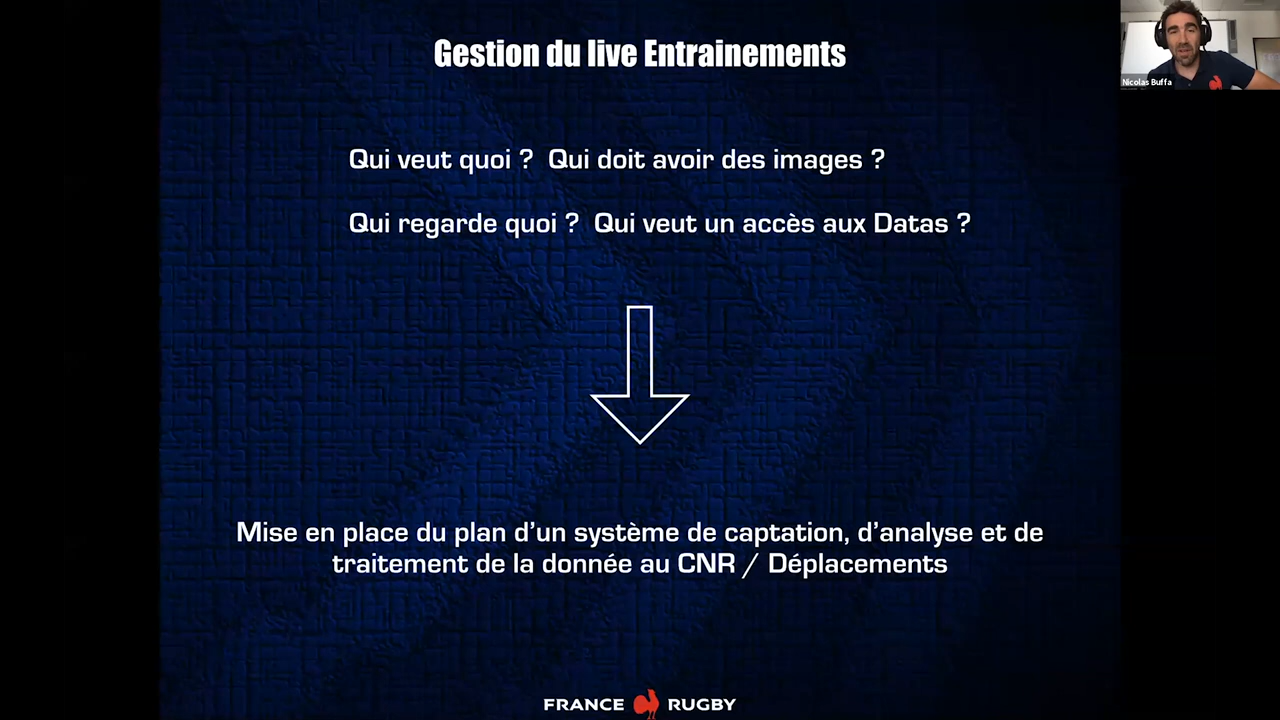 Gestion du live Entrainements
Nicolas Buffa
Qui veut quoi ? Qui doit avoir des images ?
Qui regarde quoi ? Qui veut un accès aux Datas ?
Mise en place du plan d’un système de captation, d’analyse et de
traitement de la donnée au CNR / Déplacements
FRANCE RUGBY